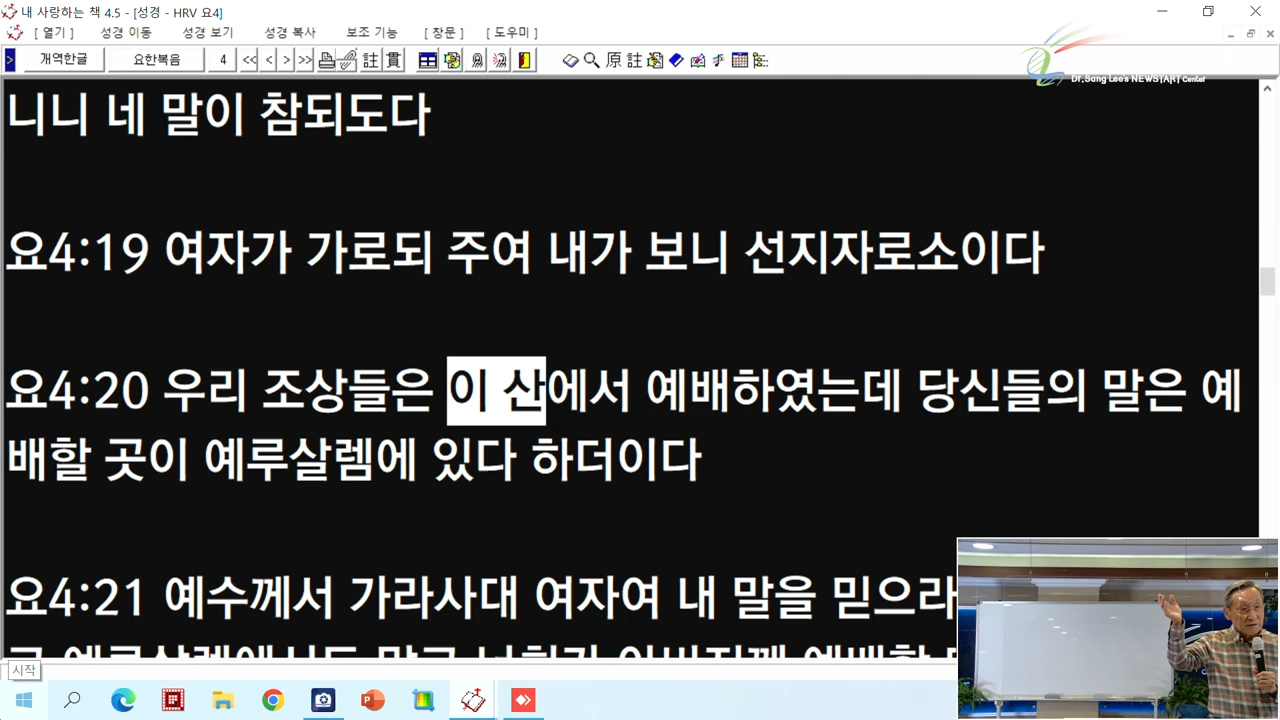 내 사랑하는 책 4.5 - [성경 - HRV 요4]
[ 열기 ] 성경 이동 성경 보기 성경 복사 보조 기능 [ 창문 ] [ 도우미 ]
> 개역한글 요한복음 4 << < > >> 註 貫 原 註
Dr.Sang Lee's NEWSTART Center
니니 네 말이 참되도다
요4:19 여자가 가로되 주여 내가 보니 선지자로소이다
요4:20 우리 조상들은 이 산에서 예배하였는데 당신들의 말은 예
배할 곳이 예루살렘에 있다 하더이다
요4:21 예수께서 가라사대 여자여 내 말을 믿으라
시작